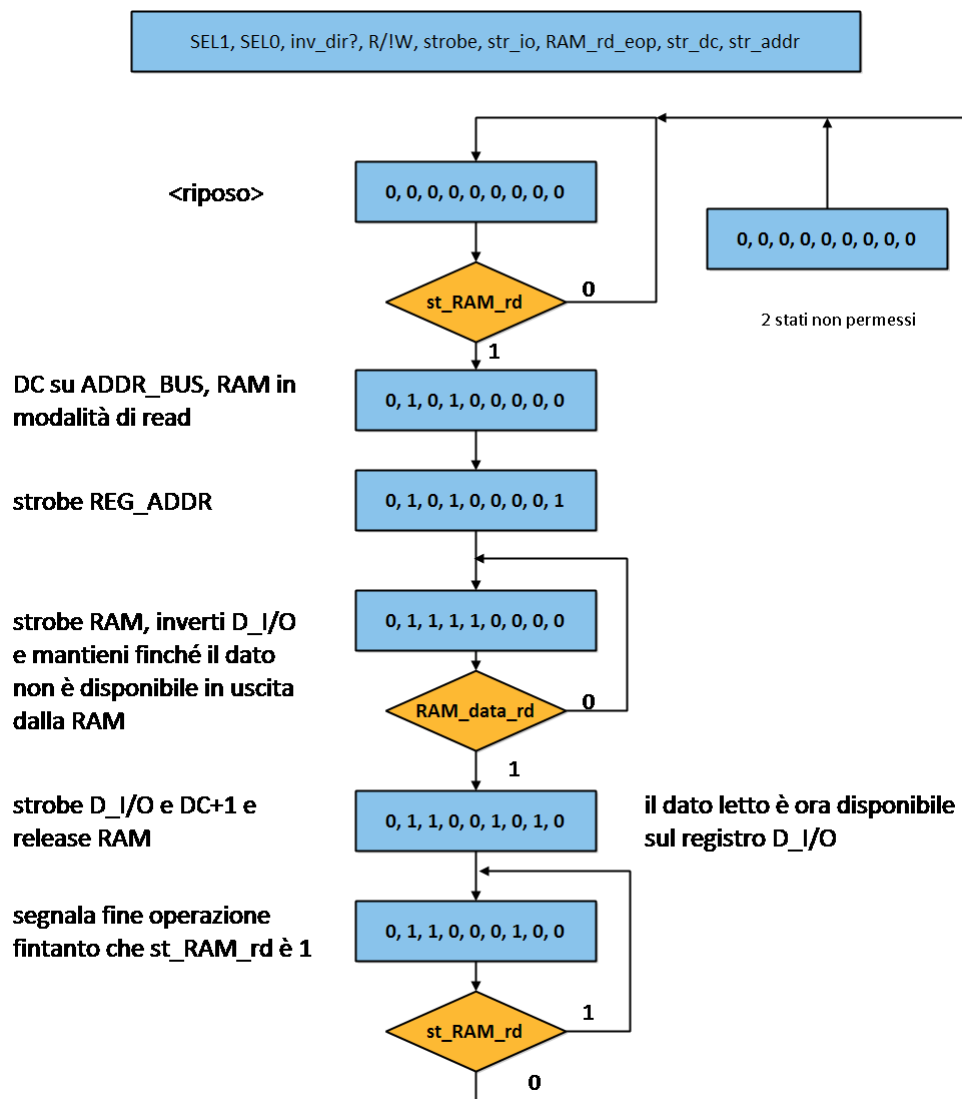 SEL1, SEL0, inv_dir?, R/!W, strobe, str_io, RAM_rd_eop, str_dc, str_addr
<riposo>
0, 0, 0, 0, 0, 0, 0, 0, 0
0, 0, 0, 0, 0, 0, 0, 0, 0
st_RAM_rd
0
2 stati non permessi
1
DC su ADDR_BUS, RAM in
modalità di read
0, 1, 0, 1, 0, 0, 0, 0, 0
strobe REG_ADDR
0, 1, 0, 1, 0, 0, 0, 0, 1
strobe RAM, inverti D_I/O
e mantieni finché il dato
non è disponibile in uscita
dalla RAM
0, 1, 1, 1, 1, 0, 0, 0, 0
RAM_data_rd
0
1
strobe D_I/O e DC+1 e
release RAM
0, 1, 1, 0, 0, 1, 0, 1, 0
il dato letto è ora disponibile
sul registro D_I/O
segnala fine operazione
fintanto che st_RAM_rd è 1
0, 1, 1, 0, 0, 0, 1, 0, 0
st_RAM_rd
1
0